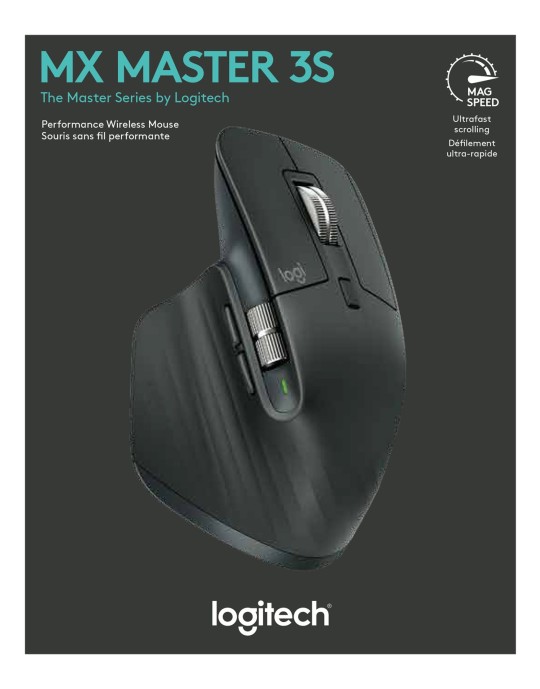 MX MASTER 3S
The Master Series by Logitech
Performance Wireless Mouse
Souris sans fil performante
MAG
SPEED
Ultrafast
scrolling
Défilement
ultra-rapide
logi
logitech®